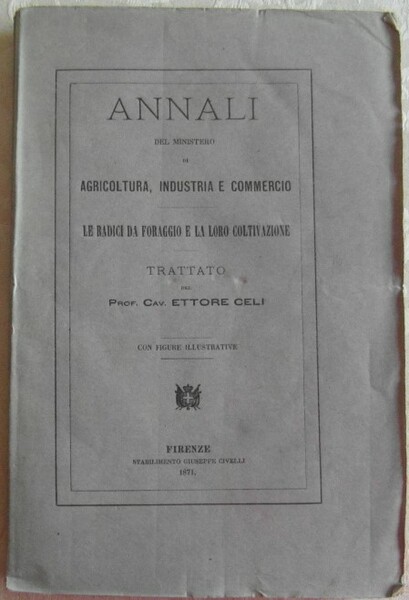 ANNALI
DEL MINISTERO
DI
AGRICOLTURA, INDUSTRIA E COMMERCIO
LE RADICI DA FORAGGIO E LA LORO COLTIVAZIONE
TRATTATO
DEL
PROF. CAV. ETTORE CELI
CON FIGURE ILLUSTRATIVE
FIRENZE
STABILIMENTO GIUSEPPE CIVELLI
1871.